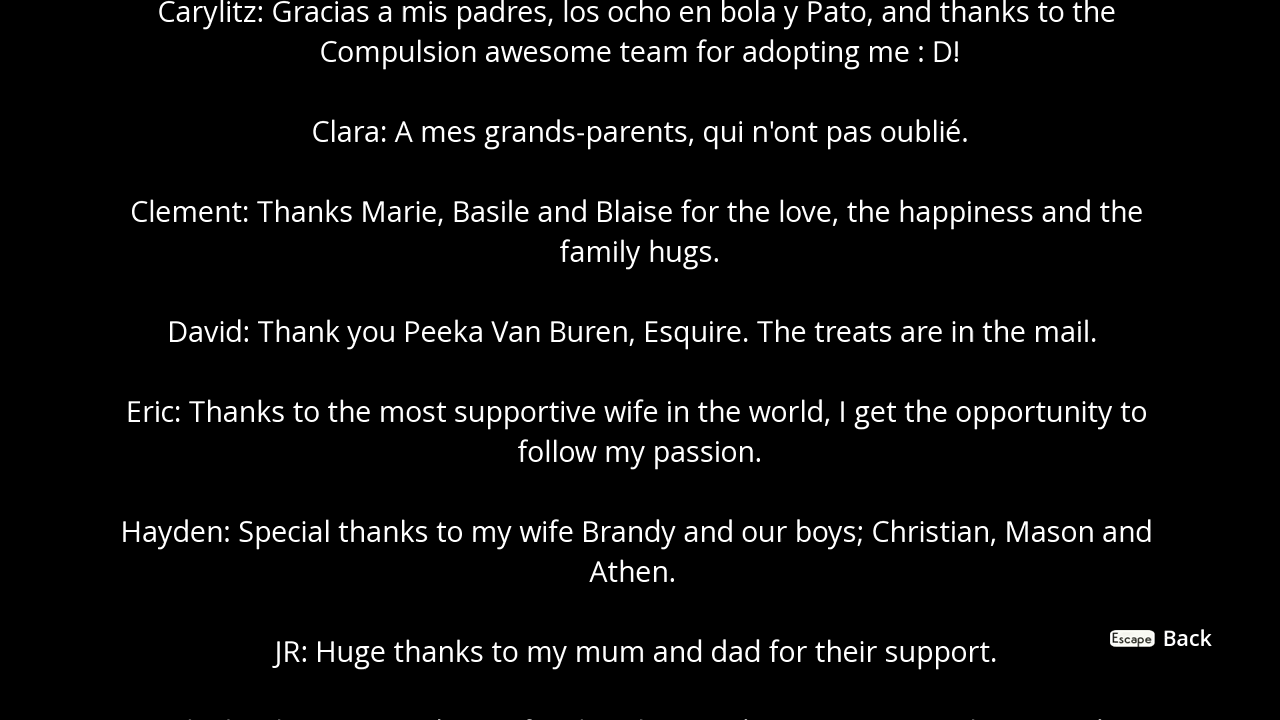 Carylitz: Gracias a mis padres, los ocho en bola y Pato, and thanks to the
Compulsion awesome team for adopting me : D!
Clara: A mes grands-parents, qui n'ont pas oublié.
Clement: Thanks Marie, Basile and Blaise for the love, the happiness and the
family hugs.
David: Thank you Peeka Van Buren, Esquire. The treats are in the mail.
Eric: Thanks to the most supportive wife in the world, I get the opportunity to
follow my passion.
Hayden: Special thanks to my wife Brandy and our boys; Christian, Mason and
Athen.
JR: Huge thanks to my mum and dad for their support.
Escape Back